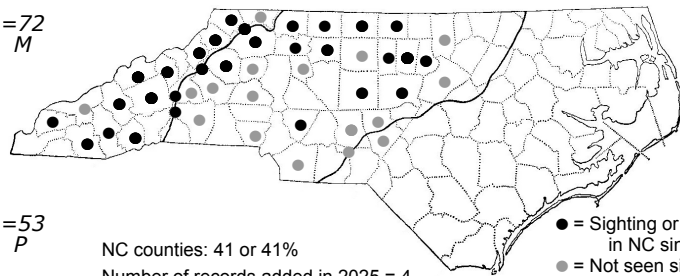 =72
M
=53
P
NC counties: 41 or 41%
Number of records added in 2025 = 4
● = Sighting or
in NC sin
● = Not seen si